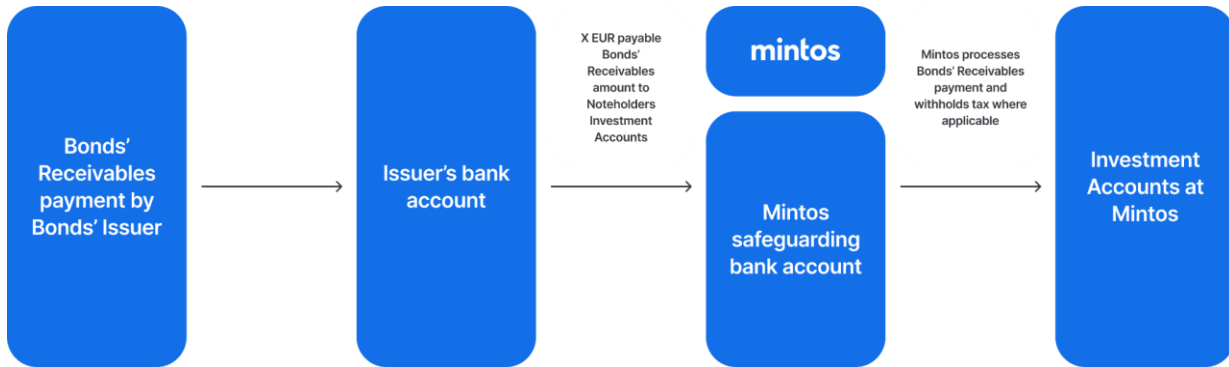 Bonds’
Receivables
payment by
Bonds’ Issuer
Issuer’s bank
account
X EUR payable
Bonds’
Receivables
amount to
Noteholders
Investment
Accounts
mintos
Mintos
safeguarding
bank account
Mintos processes
Bonds’ Receivables
payment and
withholds tax where
applicable
Investment
Accounts at
Mintos